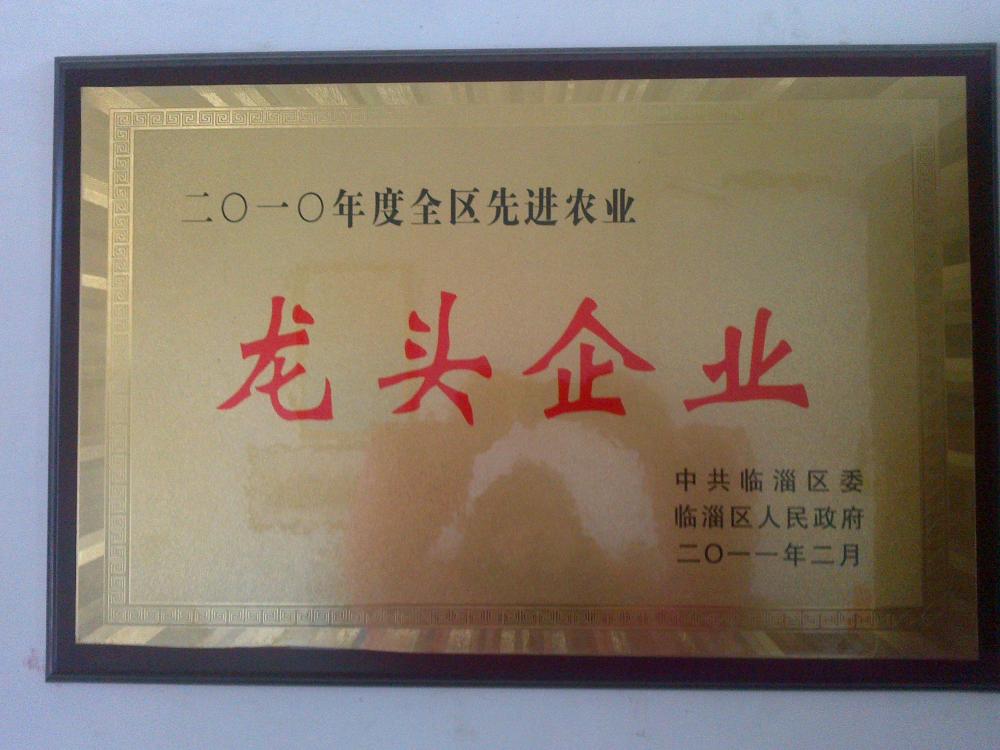 二〇一〇年度全区先进农业
龙头企业
中共临淄区委
临淄区人民政府
二〇一一年二月